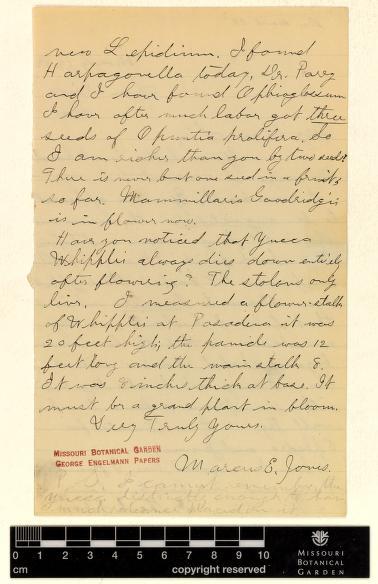 new Lepidium. I found
Harpagonella today, Dr. Parry
and I have found Ophioglossum
I have after much labor got three
seeds of Opuntia prolifera. So
I am richer than you by two seeds!
There is never but one seed in a fruit,
so far. Mammillaria Goodridgii
is in flower now.
Have you noticed that Yucca
Whipplei always dies down entirely
after flowering? The stolons only
live. I measured a flower-stalk
of Whipplei at Pasadena it was
20 feet high; the panicle was 12
feet long and the main stalk 8.
It was 8 inches thick at base. It
must be a grand plant in bloom.
Very Truly Yours.
Marcus E. Jones.
MISSOURI BOTANICAL GARDEN
GEORGE ENGELMANN PAPERS
0 1 2 3 4 5 6 7 8 9 10
cm copyright reserved
MISSOURI
BOTANICAL
GARDEN